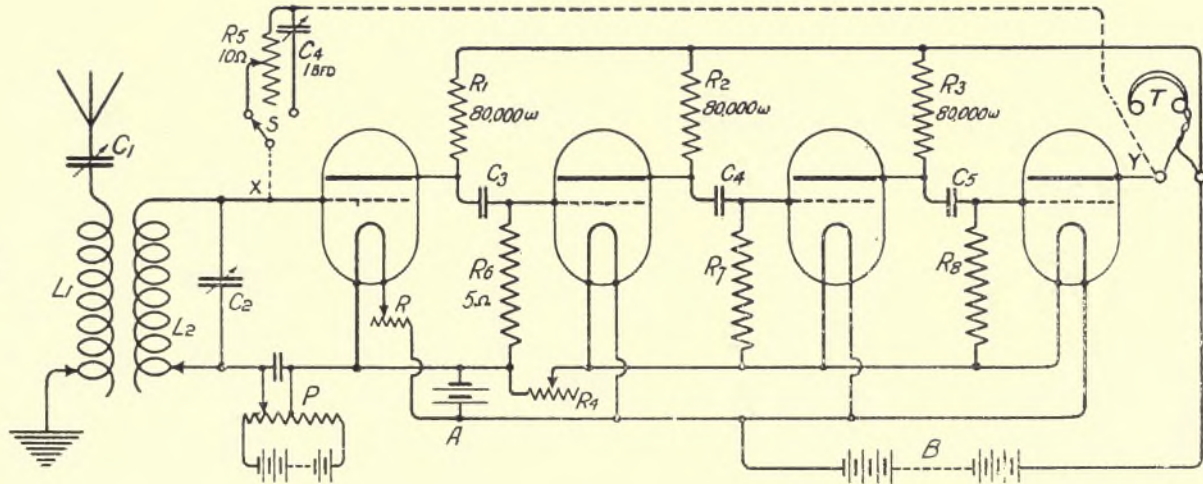 R5
10Ω
C4
1 BFD
S
R1
80,000ω
R2
80,000ω
R3
80,000ω
T
Y
C1
X
C3
C4
C5
L1
L2
C2
R
R6
5Ω
R7
R8
P
A
R4
B